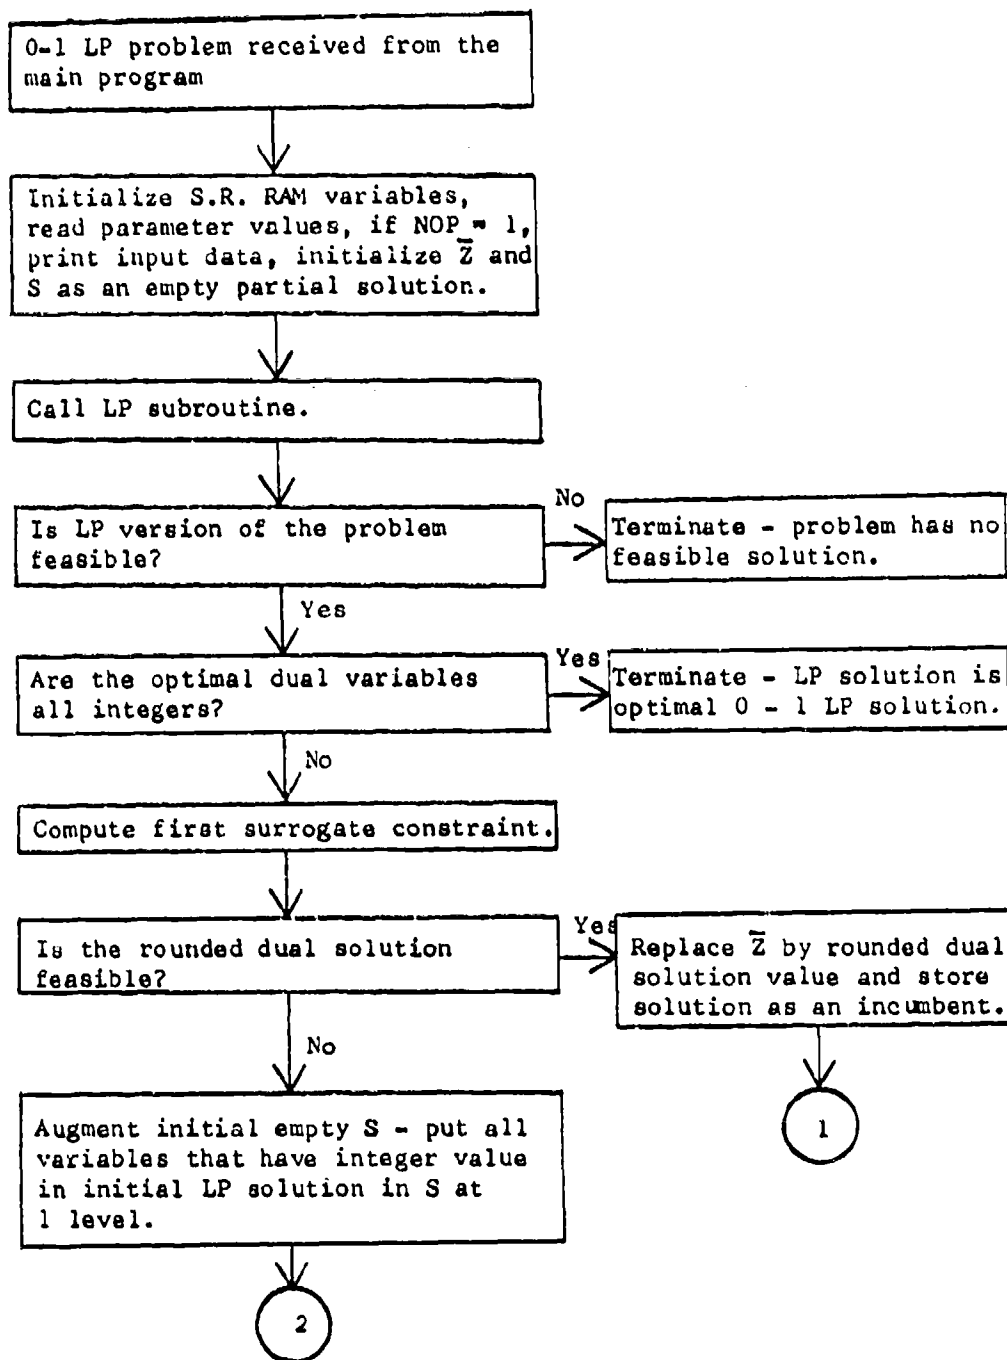 0-1 LP problem received from the
main program
Initialize S.R. RAM variables,
read parameter values, if NOP = 1,
print input data, initialize Z̅ and
S as an empty partial solution.
Call LP subroutine.
Is LP version of the problem
feasible?
No
Terminate - problem has no
feasible solution.
Yes
Are the optimal dual variables
all integers?
Yes
Terminate - LP solution is
optimal 0 - 1 LP solution.
No
Compute first surrogate constraint.
Is the rounded dual solution
feasible?
Yes
Replace Z̅ by rounded dual
solution value and store
solution as an incumbent.
No
1
Augment initial empty S - put all
variables that have integer value
in initial LP solution in S at
1 level.
2